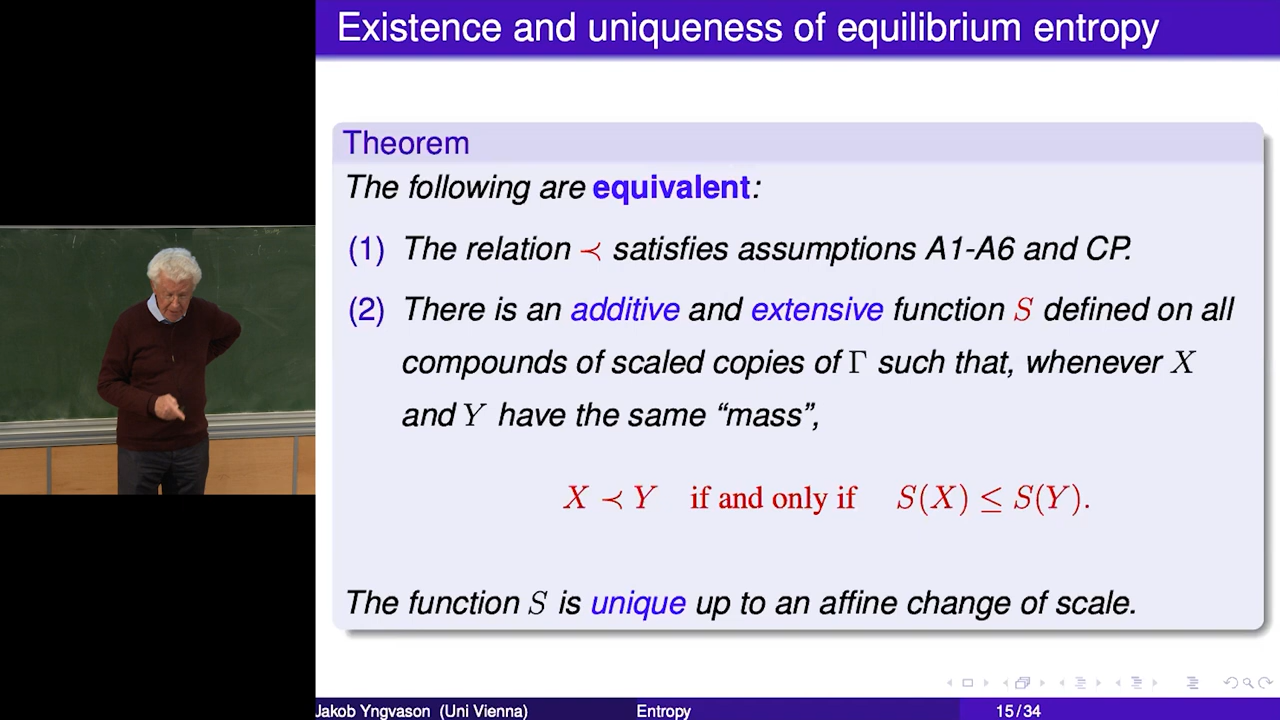 Existence and uniqueness of equilibrium entropy
Theorem
The following are equivalent:
(1) The relation ≺ satisfies assumptions A1-A6 and CP.
(2) There is an additive and extensive function S defined on all
compounds of scaled copies of Γ such that, whenever X
and Y have the same “mass”,
X ≺ Y if and only if S(X) ≤ S(Y).
The function S is unique up to an affine change of scale.
Jakob Yngvason (Uni Vienna) Entropy 15/34